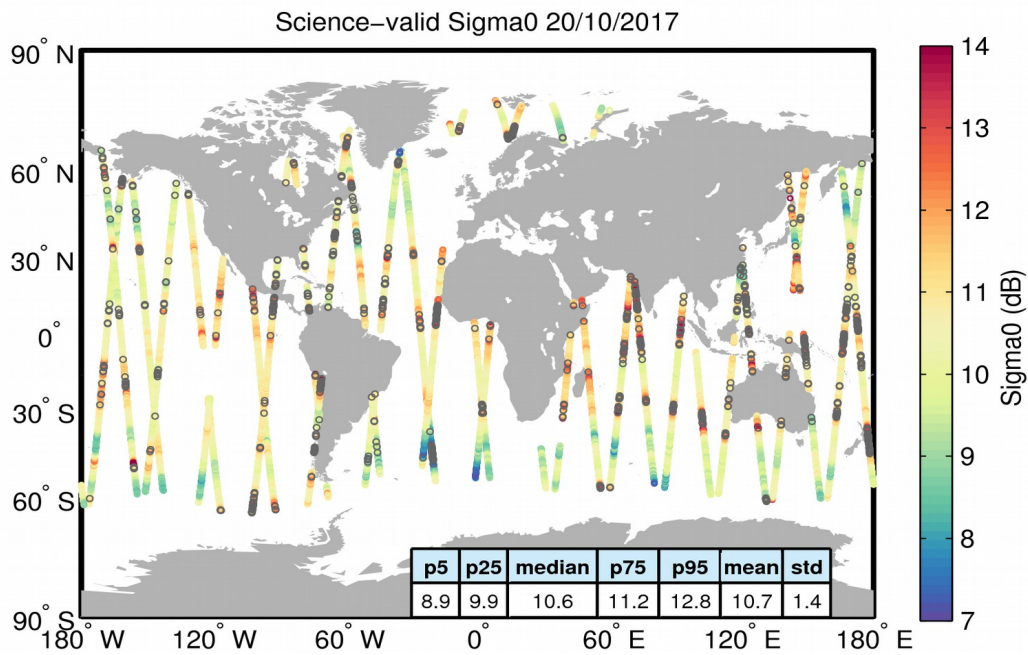 Science−valid Sigma0 20/10/2017
90° N
60° N
30° N
0°
30° S
60° S
90° S
180° W
120° W
60° W
0°
60° E
120° E
180° E
14
13
12
11
10
9
8
7
Sigma0 (dB)
p5 p25 median p75 p95 mean std
8.9 9.9 10.6 11.2 12.8 10.7 1.4